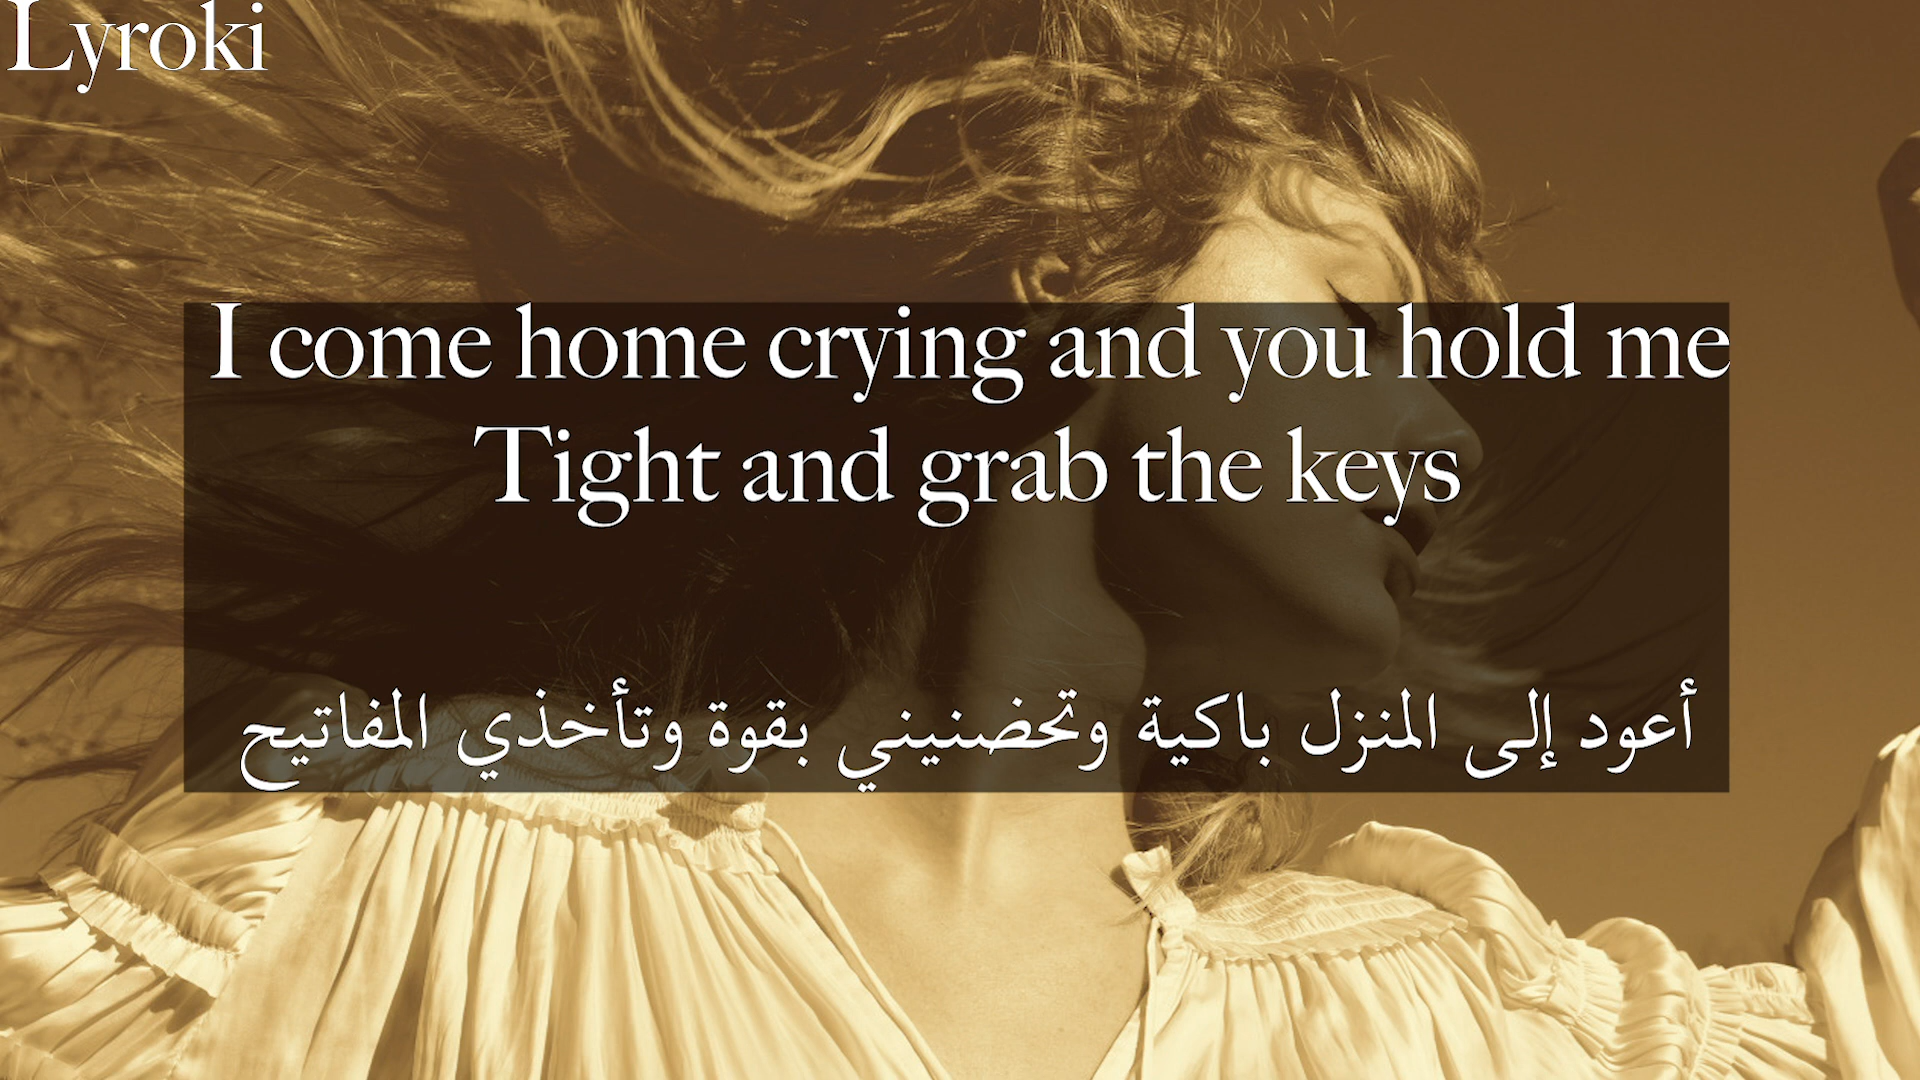 Lyroki
I come home crying and you hold me
Tight and grab the keys
أعود إلى المنزل باكية وتحضنيني بقوة وتأخذي المفاتيح